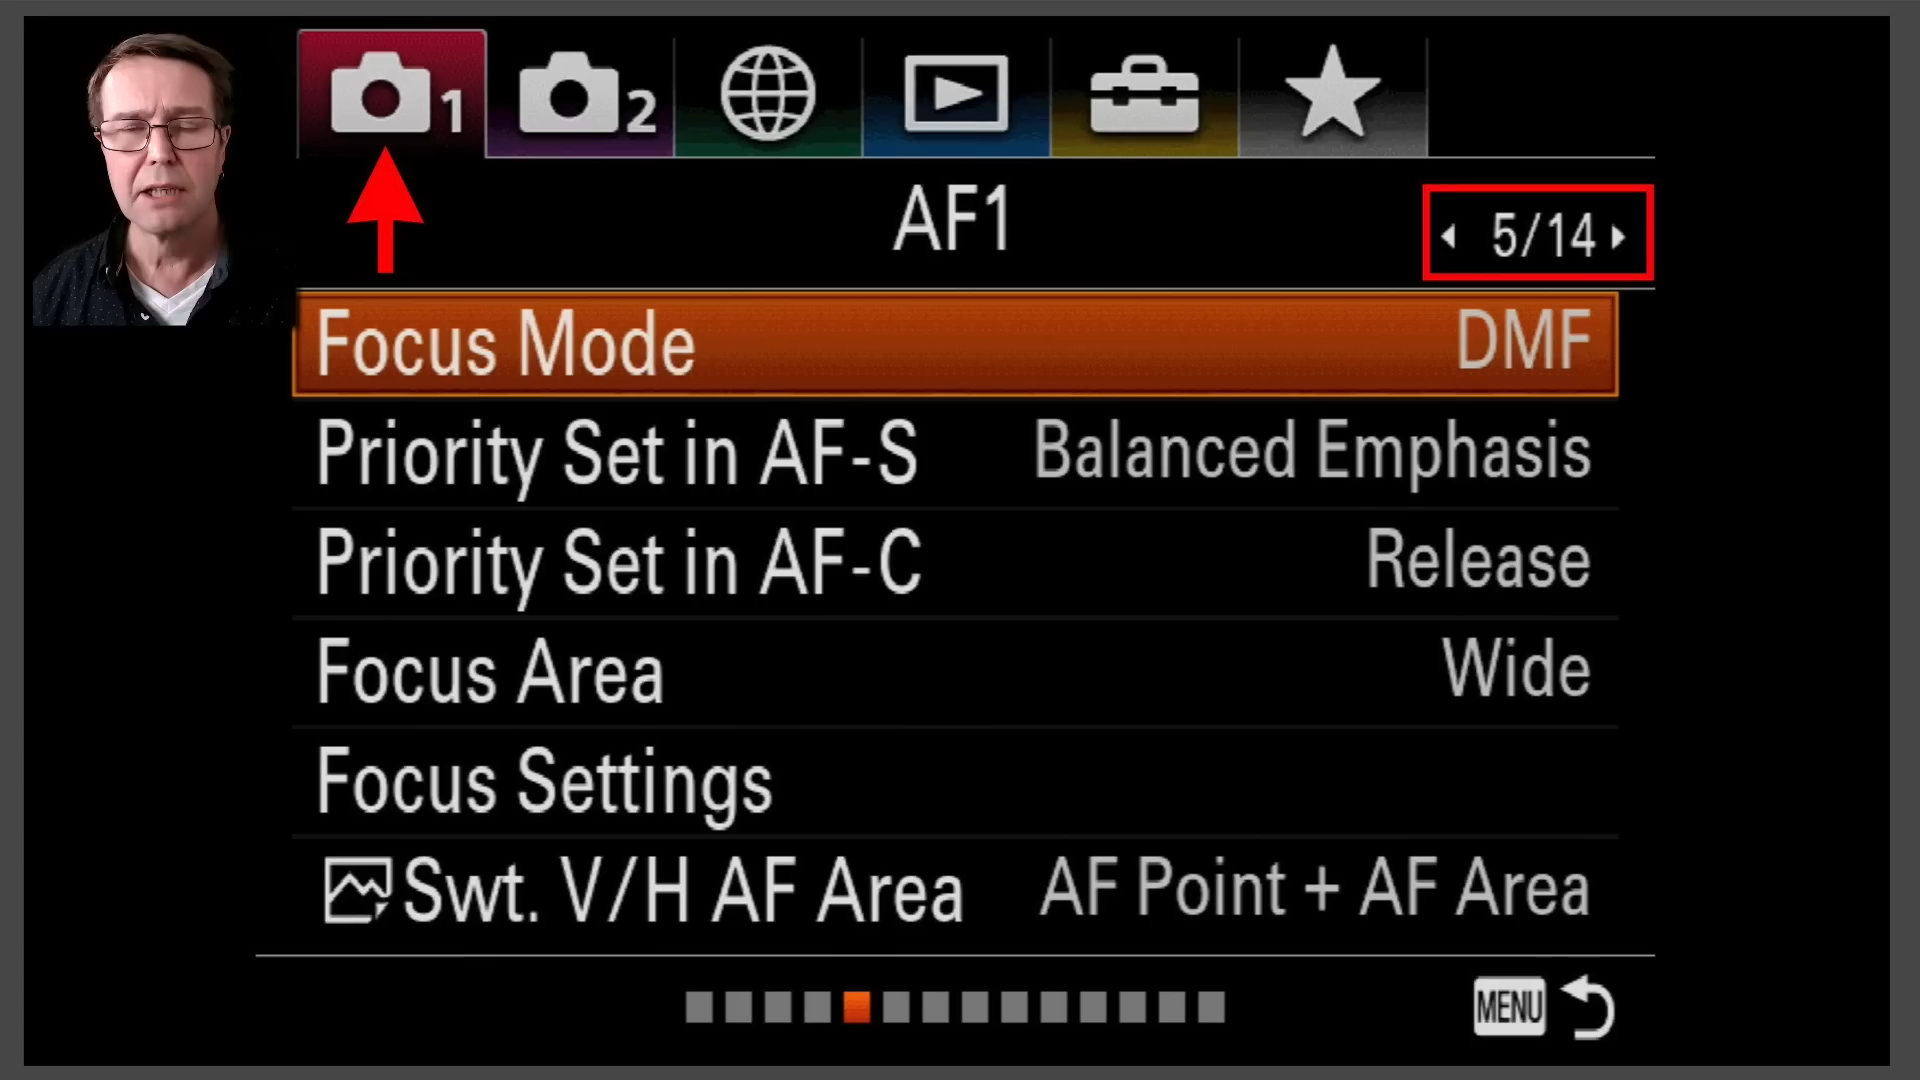 1 2
AF1
5/14
Focus Mode DMF
Priority Set in AF-S Balanced Emphasis
Priority Set in AF-C Release
Focus Area Wide
Focus Settings
Swt. V/H AF Area AF Point + AF Area
MENU